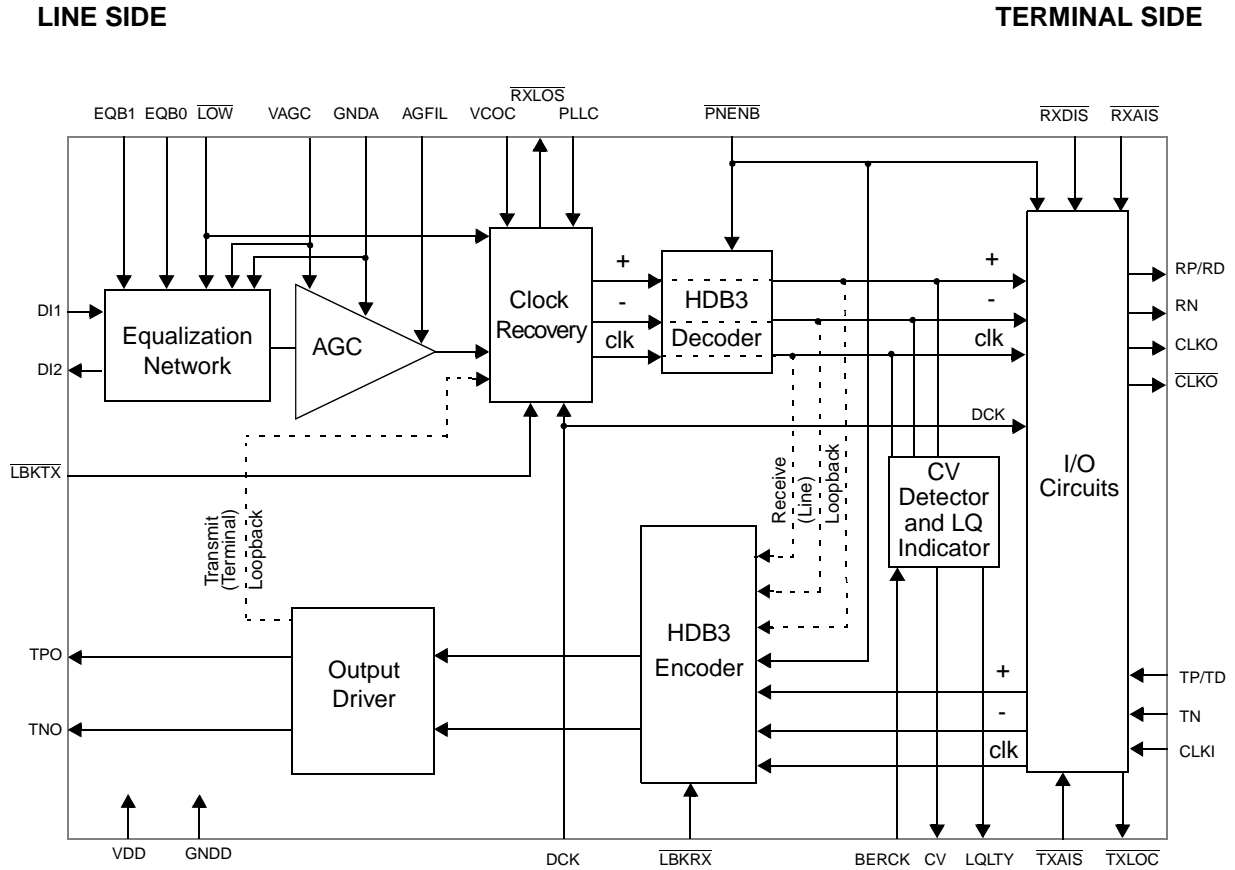 LINE SIDE
TERMINAL SIDE
RXLOS
EQB1 EQB0 LOW VAGC GNDA AGFIL VCOC PLLC PNENB RXDIS RXAIS
DI1
DI2
Equalization
Network
AGC
Clock
Recovery
+
-
clk
HDB3
Decoder
+
-
clk
DCK
RP/RD
RN
CLKO
CLKO
I/O
Circuits
LBKTX
Transmit
(Terminal)
Loopback
Receive
(Line)
Loopback
CV
Detector
and LQ
Indicator
TPO
TNO
Output
Driver
HDB3
Encoder
+
-
clk
TP/TD
TN
CLKI
VDD GNDD DCK LBKRX BERCK CV LQLTY TXAIS TXLOC